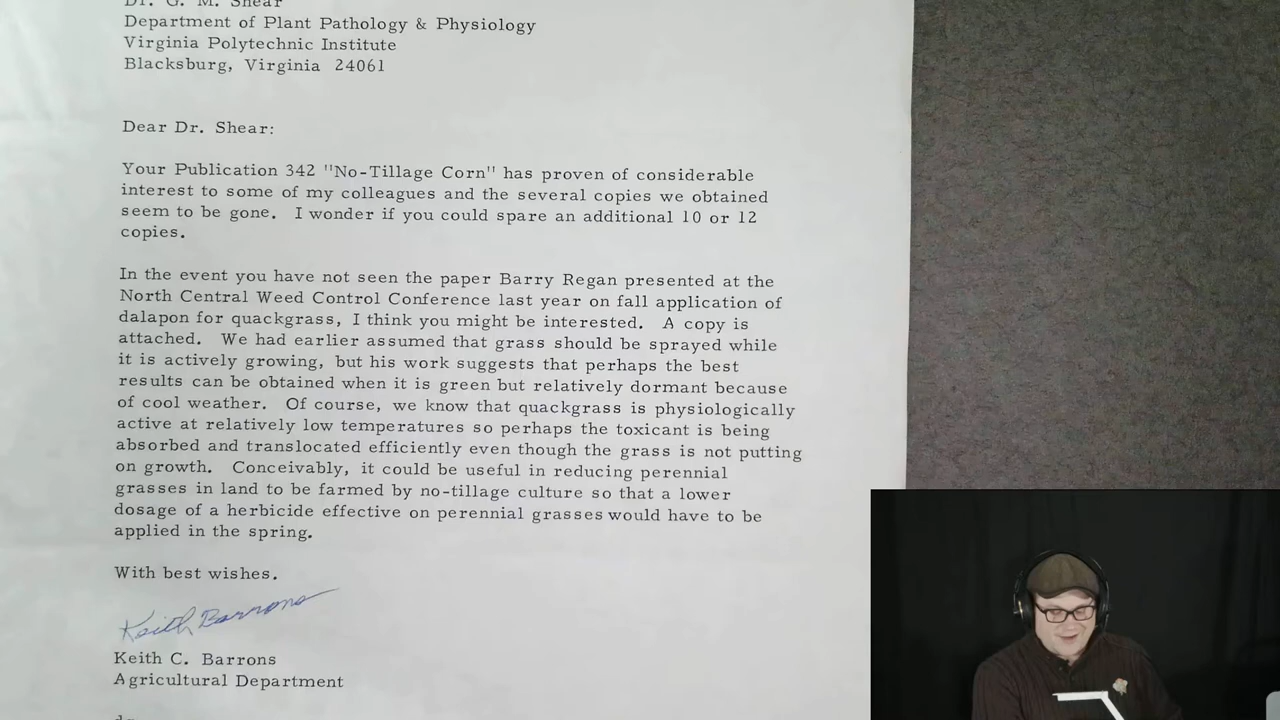 Dr. G. M. Shear
Department of Plant Pathology & Physiology
Virginia Polytechnic Institute
Blacksburg, Virginia 24061
Dear Dr. Shear:
Your Publication 342 "No-Tillage Corn" has proven of considerable
interest to some of my colleagues and the several copies we obtained
seem to be gone. I wonder if you could spare an additional 10 or 12
copies.
In the event you have not seen the paper Barry Regan presented at the
North Central Weed Control Conference last year on fall application of
dalapon for quackgrass, I think you might be interested. A copy is
attached. We had earlier assumed that grass should be sprayed while
it is actively growing, but his work suggests that perhaps the best
results can be obtained when it is green but relatively dormant because
of cool weather. Of course, we know that quackgrass is physiologically
active at relatively low temperatures so perhaps the toxicant is being
absorbed and translocated efficiently even though the grass is not putting
on growth. Conceivably, it could be useful in reducing perennial
grasses in land to be farmed by no-tillage culture so that a lower
dosage of a herbicide effective on perennial grasses would have to be
applied in the spring.
With best wishes.
Keith Barrons
Keith C. Barrons
Agricultural Department